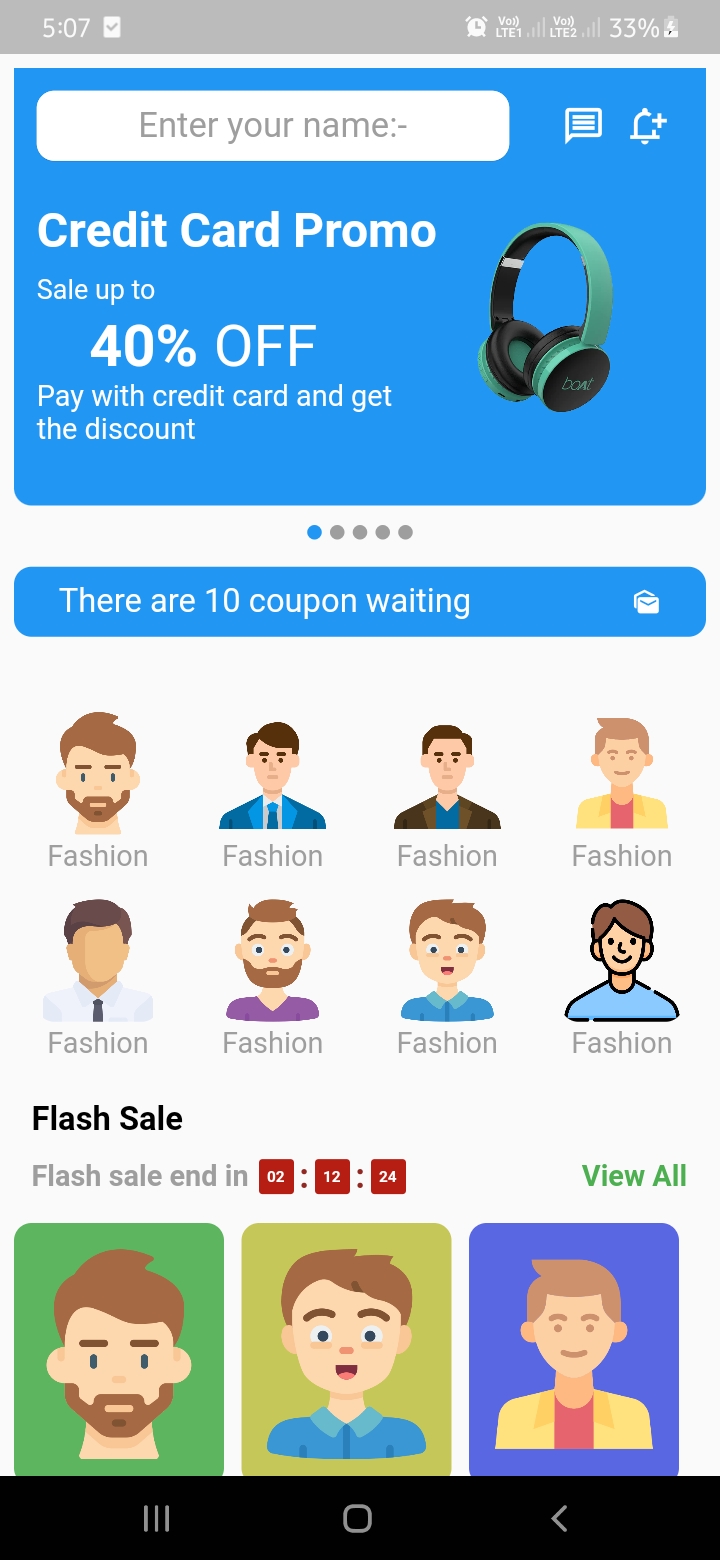 5:07 Vo)) LTE1 Vo)) LTE2 33%
Enter your name:-
Credit Card Promo
Sale up to
40% OFF
Pay with credit card and get
the discount
boAt
There are 10 coupon waiting
Fashion Fashion Fashion Fashion
Fashion Fashion Fashion Fashion
Flash Sale
Flash sale end in 02 : 12 : 24 View All